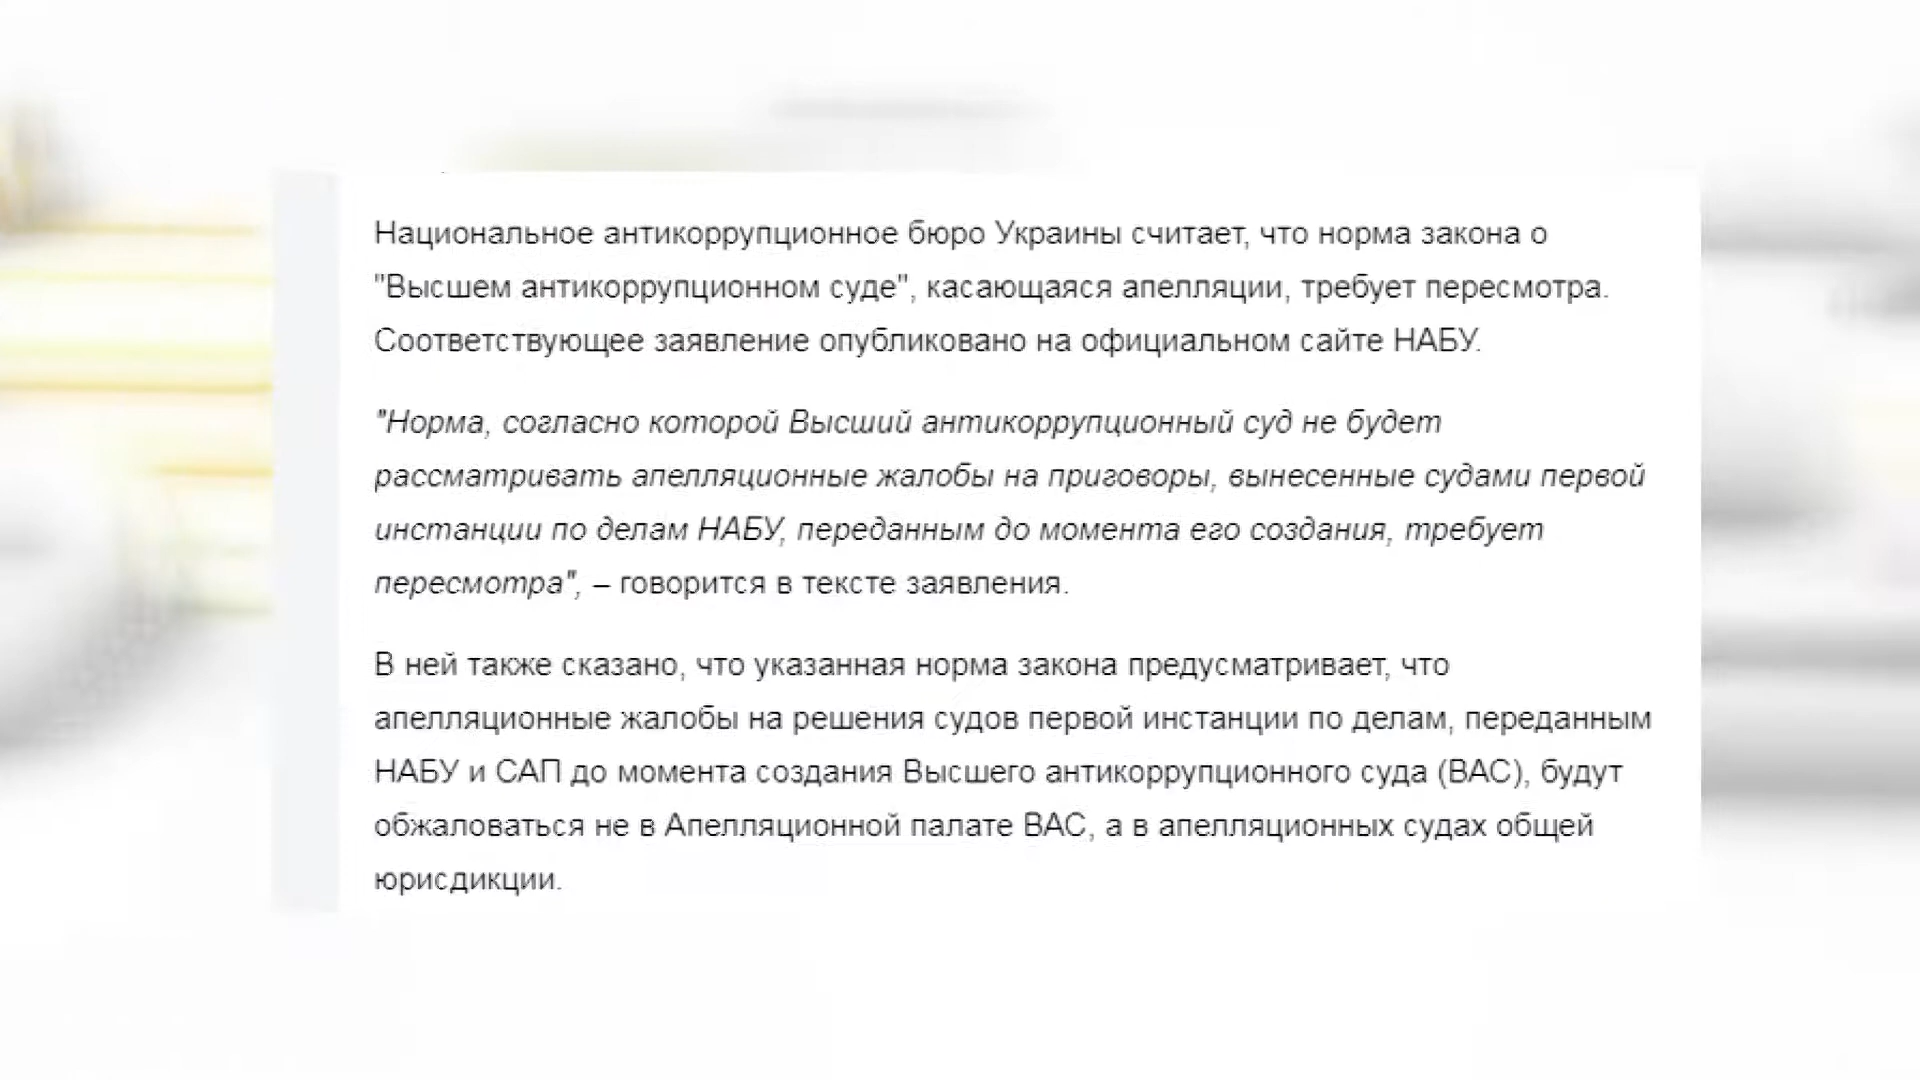 Национальное антикоррупционное бюро Украины считает, что норма закона о
"Высшем антикоррупционном суде", касающаяся апелляции, требует пересмотра.
Соответствующее заявление опубликовано на официальном сайте НАБУ.
"Норма, согласно которой Высший антикоррупционный суд не будет
рассматривать апелляционные жалобы на приговоры, вынесенные судами первой
инстанции по делам НАБУ, переданным до момента его создания, требует
пересмотра", – говорится в тексте заявления.
В ней также сказано, что указанная норма закона предусматривает, что
апелляционные жалобы на решения судов первой инстанции по делам, переданным
НАБУ и САП до момента создания Высшего антикоррупционного суда (ВАС), будут
обжаловаться не в Апелляционной палате ВАС, а в апелляционных судах общей
юрисдикции.